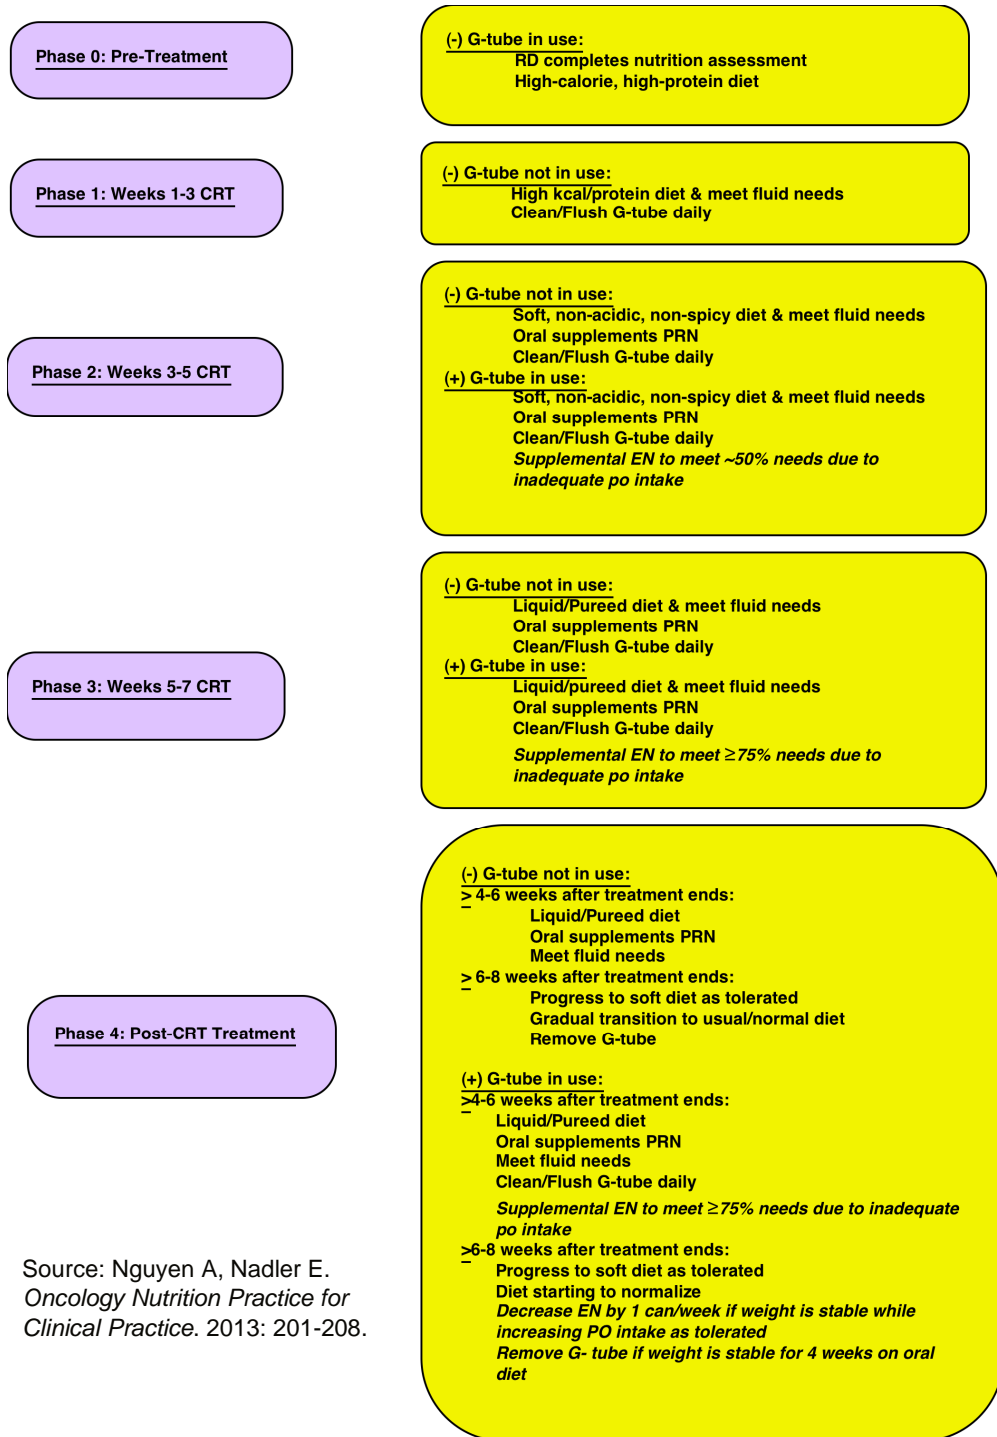 Phase 0: Pre-Treatment
(-) G-tube in use:
RD completes nutrition assessment
High-calorie, high-protein diet
Phase 1: Weeks 1-3 CRT
(-) G-tube not in use:
High kcal/protein diet & meet fluid needs
Clean/Flush G-tube daily
Phase 2: Weeks 3-5 CRT
(-) G-tube not in use:
Soft, non-acidic, non-spicy diet & meet fluid needs
Oral supplements PRN
Clean/Flush G-tube daily
(+) G-tube in use:
Soft, non-acidic, non-spicy diet & meet fluid needs
Oral supplements PRN
Clean/Flush G-tube daily
Supplemental EN to meet ~50% needs due to
inadequate po intake
Phase 3: Weeks 5-7 CRT
(-) G-tube not in use:
Liquid/Pureed diet & meet fluid needs
Oral supplements PRN
Clean/Flush G-tube daily
(+) G-tube in use:
Liquid/pureed diet & meet fluid needs
Oral supplements PRN
Clean/Flush G-tube daily
Supplemental EN to meet ≥75% needs due to
inadequate po intake
Phase 4: Post-CRT Treatment
(-) G-tube not in use:
≥ 4-6 weeks after treatment ends:
Liquid/Pureed diet
Oral supplements PRN
Meet fluid needs
≥ 6-8 weeks after treatment ends:
Progress to soft diet as tolerated
Gradual transition to usual/normal diet
Remove G-tube
(+) G-tube in use:
≥4-6 weeks after treatment ends:
Liquid/Pureed diet
Oral supplements PRN
Meet fluid needs
Clean/Flush G-tube daily
Supplemental EN to meet ≥75% needs due to inadequate
po intake
≥6-8 weeks after treatment ends:
Progress to soft diet as tolerated
Diet starting to normalize
Decrease EN by 1 can/week if weight is stable while
increasing PO intake as tolerated
Remove G- tube if weight is stable for 4 weeks on oral
diet
Source: Nguyen A, Nadler E.
Oncology Nutrition Practice for
Clinical Practice. 2013: 201-208.